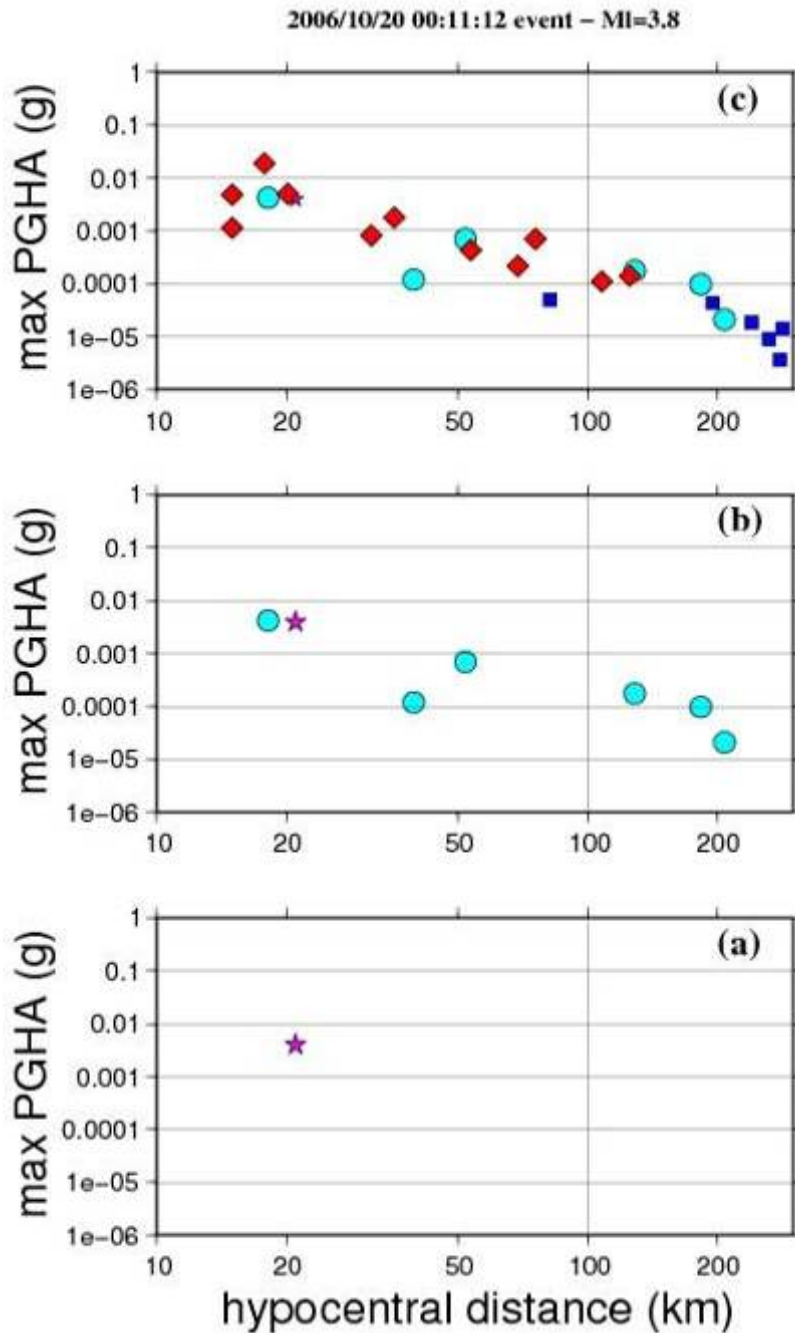 2006/10/20 00:11:12 event – Ml=3.8
(c)
max PGHA (g)
1
0.1
0.01
0.001
0.0001
1e−05
1e−06
10 20 50 100 200
(b)
max PGHA (g)
1
0.1
0.01
0.001
0.0001
1e−05
1e−06
10 20 50 100 200
(a)
max PGHA (g)
1
0.1
0.01
0.001
0.0001
1e−05
1e−06
10 20 50 100 200
hypocentral distance (km)